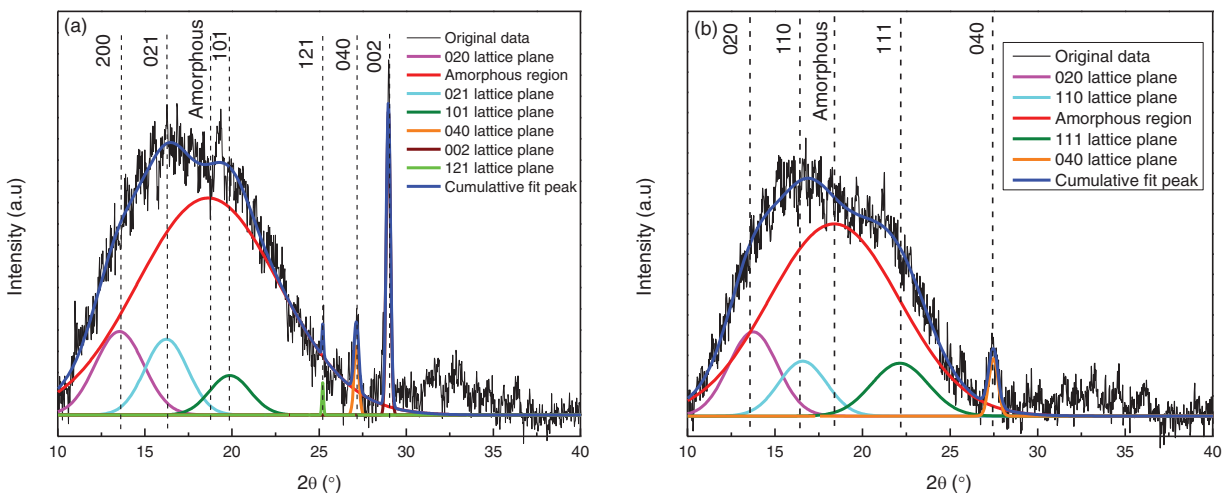 (a)
200
021
Amorphous
101
121
040
002
Original data
020 lattice plane
Amorphous region
021 lattice plane
101 lattice plane
040 lattice plane
002 lattice plane
121 lattice plane
Cumulattive fit peak
Intensity (a.u)
10 15 20 25 30 35 40
2θ (°)
(b)
020
110
Amorphous
111
040
Original data
020 lattice plane
110 lattice plane
Amorphous region
111 lattice plane
040 lattice plane
Cumulative fit peak
Intensity (a.u)
10 15 20 25 30 35 40
2θ (°)